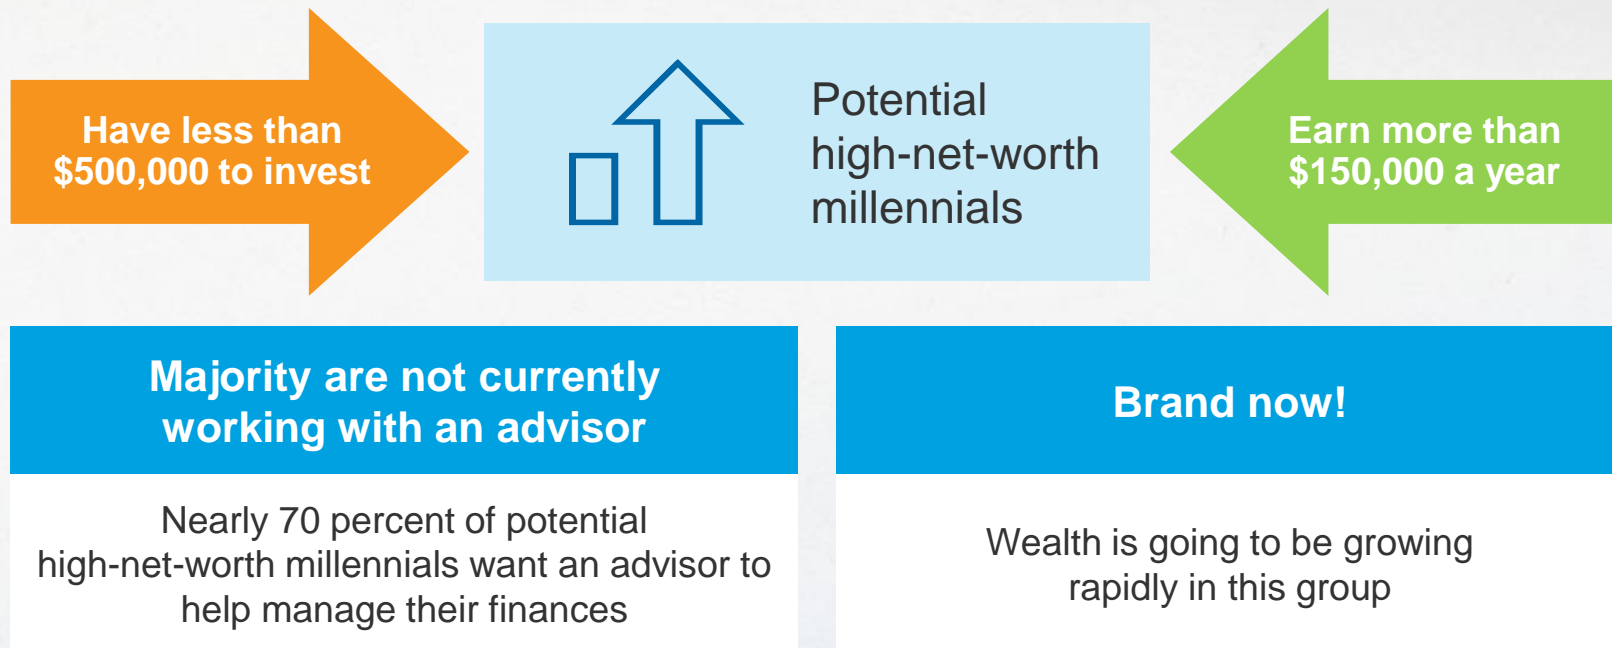 Have less than
$500,000 to invest
Potential
high-net-worth
millennials
Earn more than
$150,000 a year
Majority are not currently
working with an advisor
Nearly 70 percent of potential
high-net-worth millennials want an advisor to
help manage their finances
Brand now!
Wealth is going to be growing
rapidly in this group